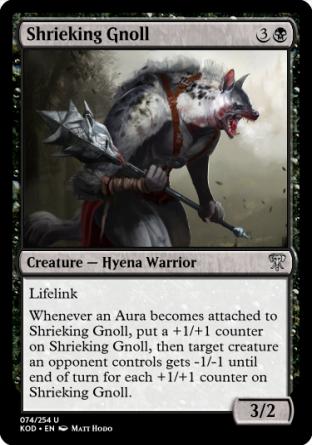 Shrieking Gnoll 3
Creature — Hyena Warrior
Lifelink
Whenever an Aura becomes attached to
Shrieking Gnoll, put a +1/+1 counter
on Shrieking Gnoll, then target creature
an opponent controls gets -1/-1 until
end of turn for each +1/+1 counter on
Shrieking Gnoll.
3/2
074/254 U
KOD • EN Matt Hodo